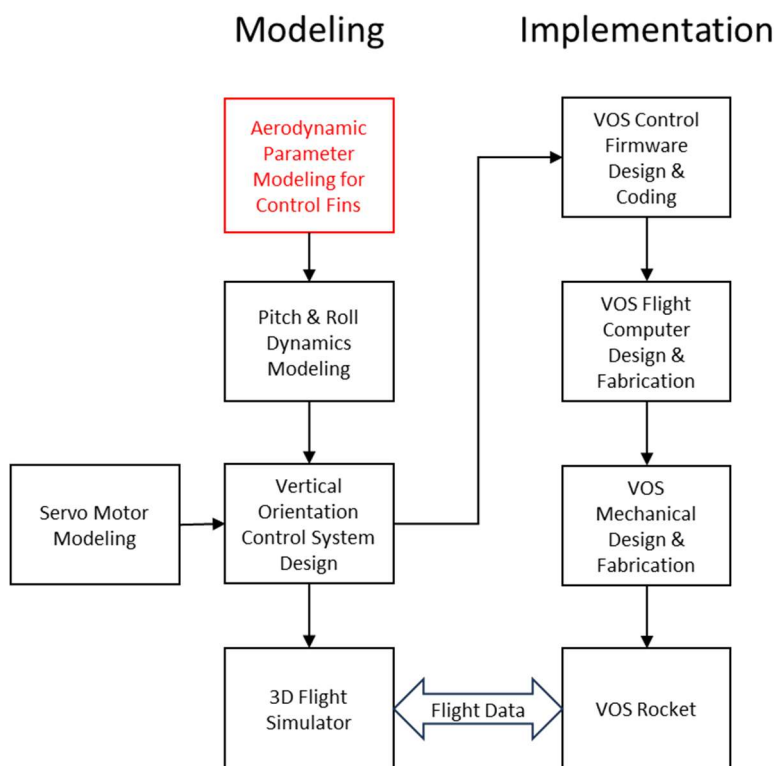 Modeling
Implementation
Aerodynamic
Parameter
Modeling for
Control Fins
VOS Control
Firmware
Design &
Coding
Pitch & Roll
Dynamics
Modeling
VOS Flight
Computer
Design &
Fabrication
Servo Motor
Modeling
Vertical
Orientation
Control System
Design
VOS
Mechanical
Design &
Fabrication
3D Flight
Simulator
Flight Data
VOS Rocket